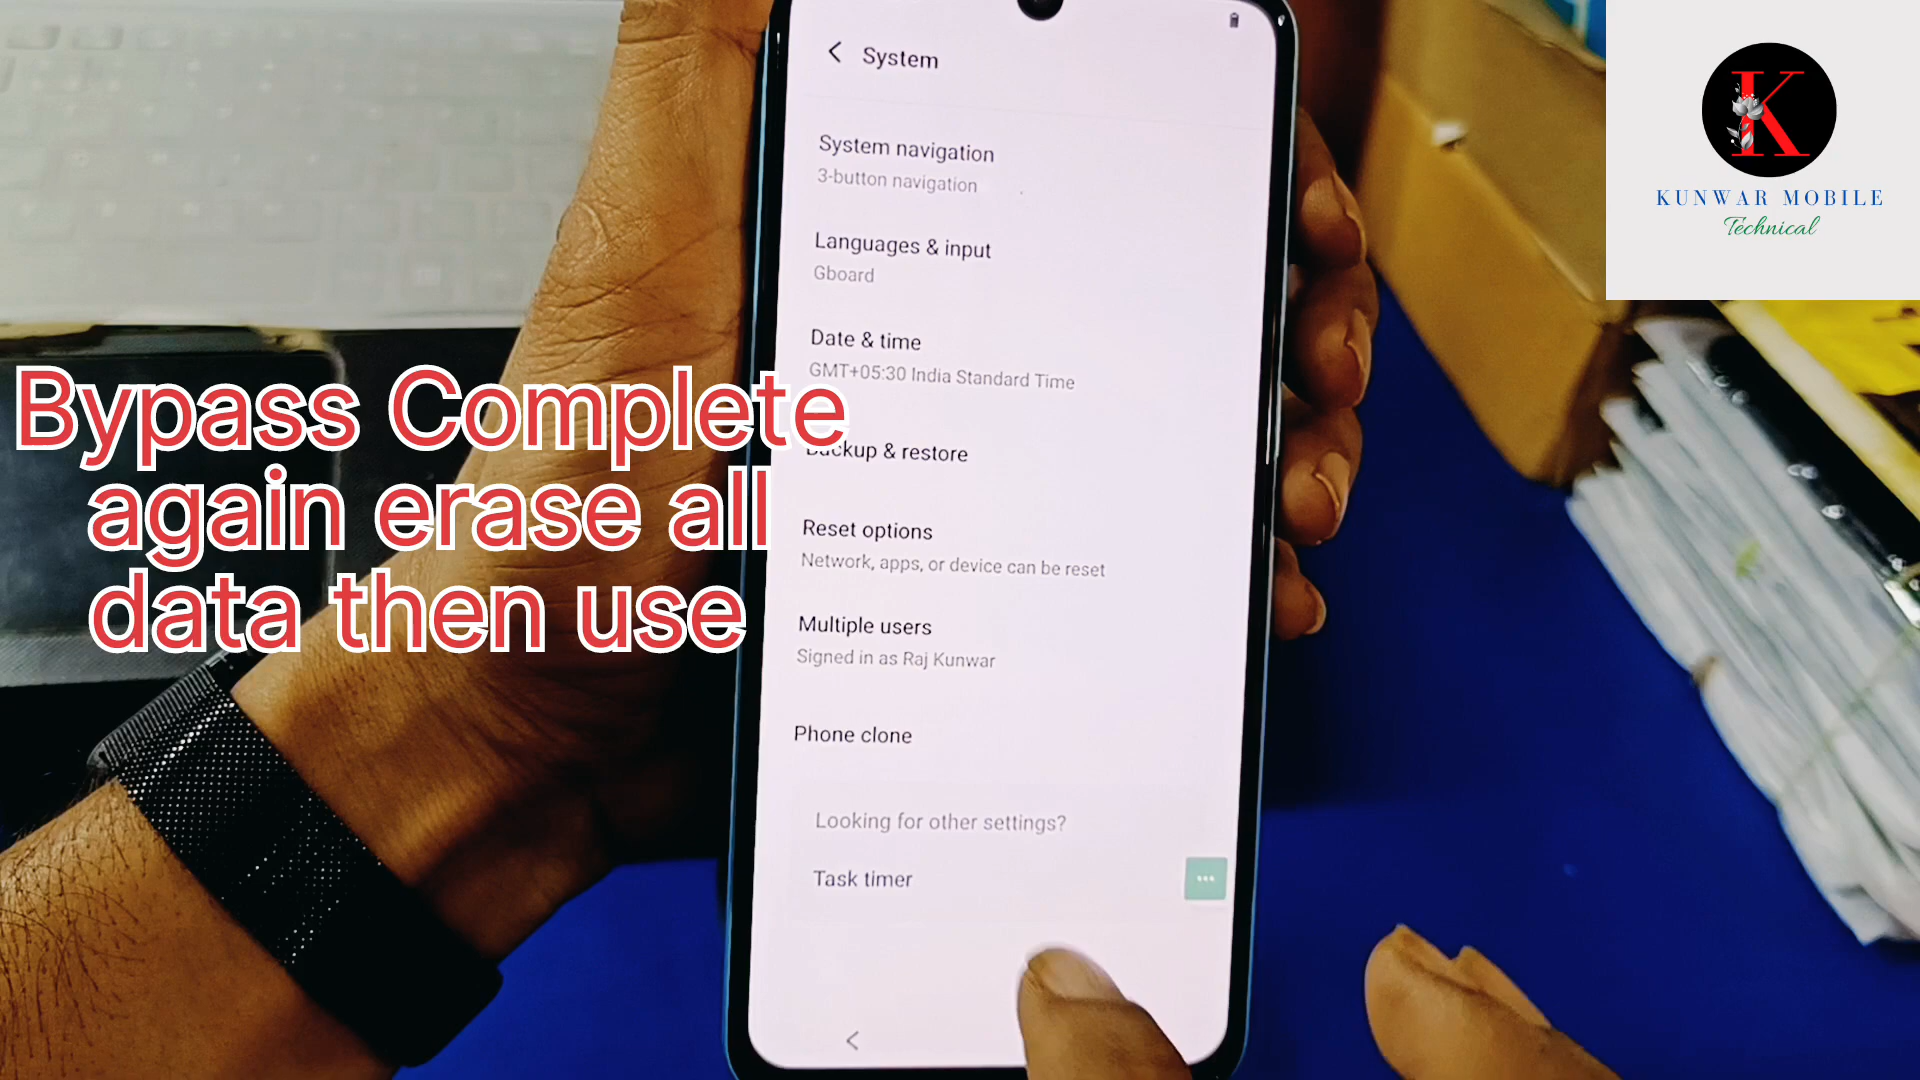 System
System navigation
3-button navigation
Languages & input
Gboard
Date & time
GMT+05:30 India Standard Time
Backup & restore
Reset options
Network, apps, or device can be reset
Multiple users
Signed in as Raj Kunwar
Phone clone
Looking for other settings?
Task timer
Bypass Complete
again erase all
data then use
K
KUNWAR MOBILE
Technical